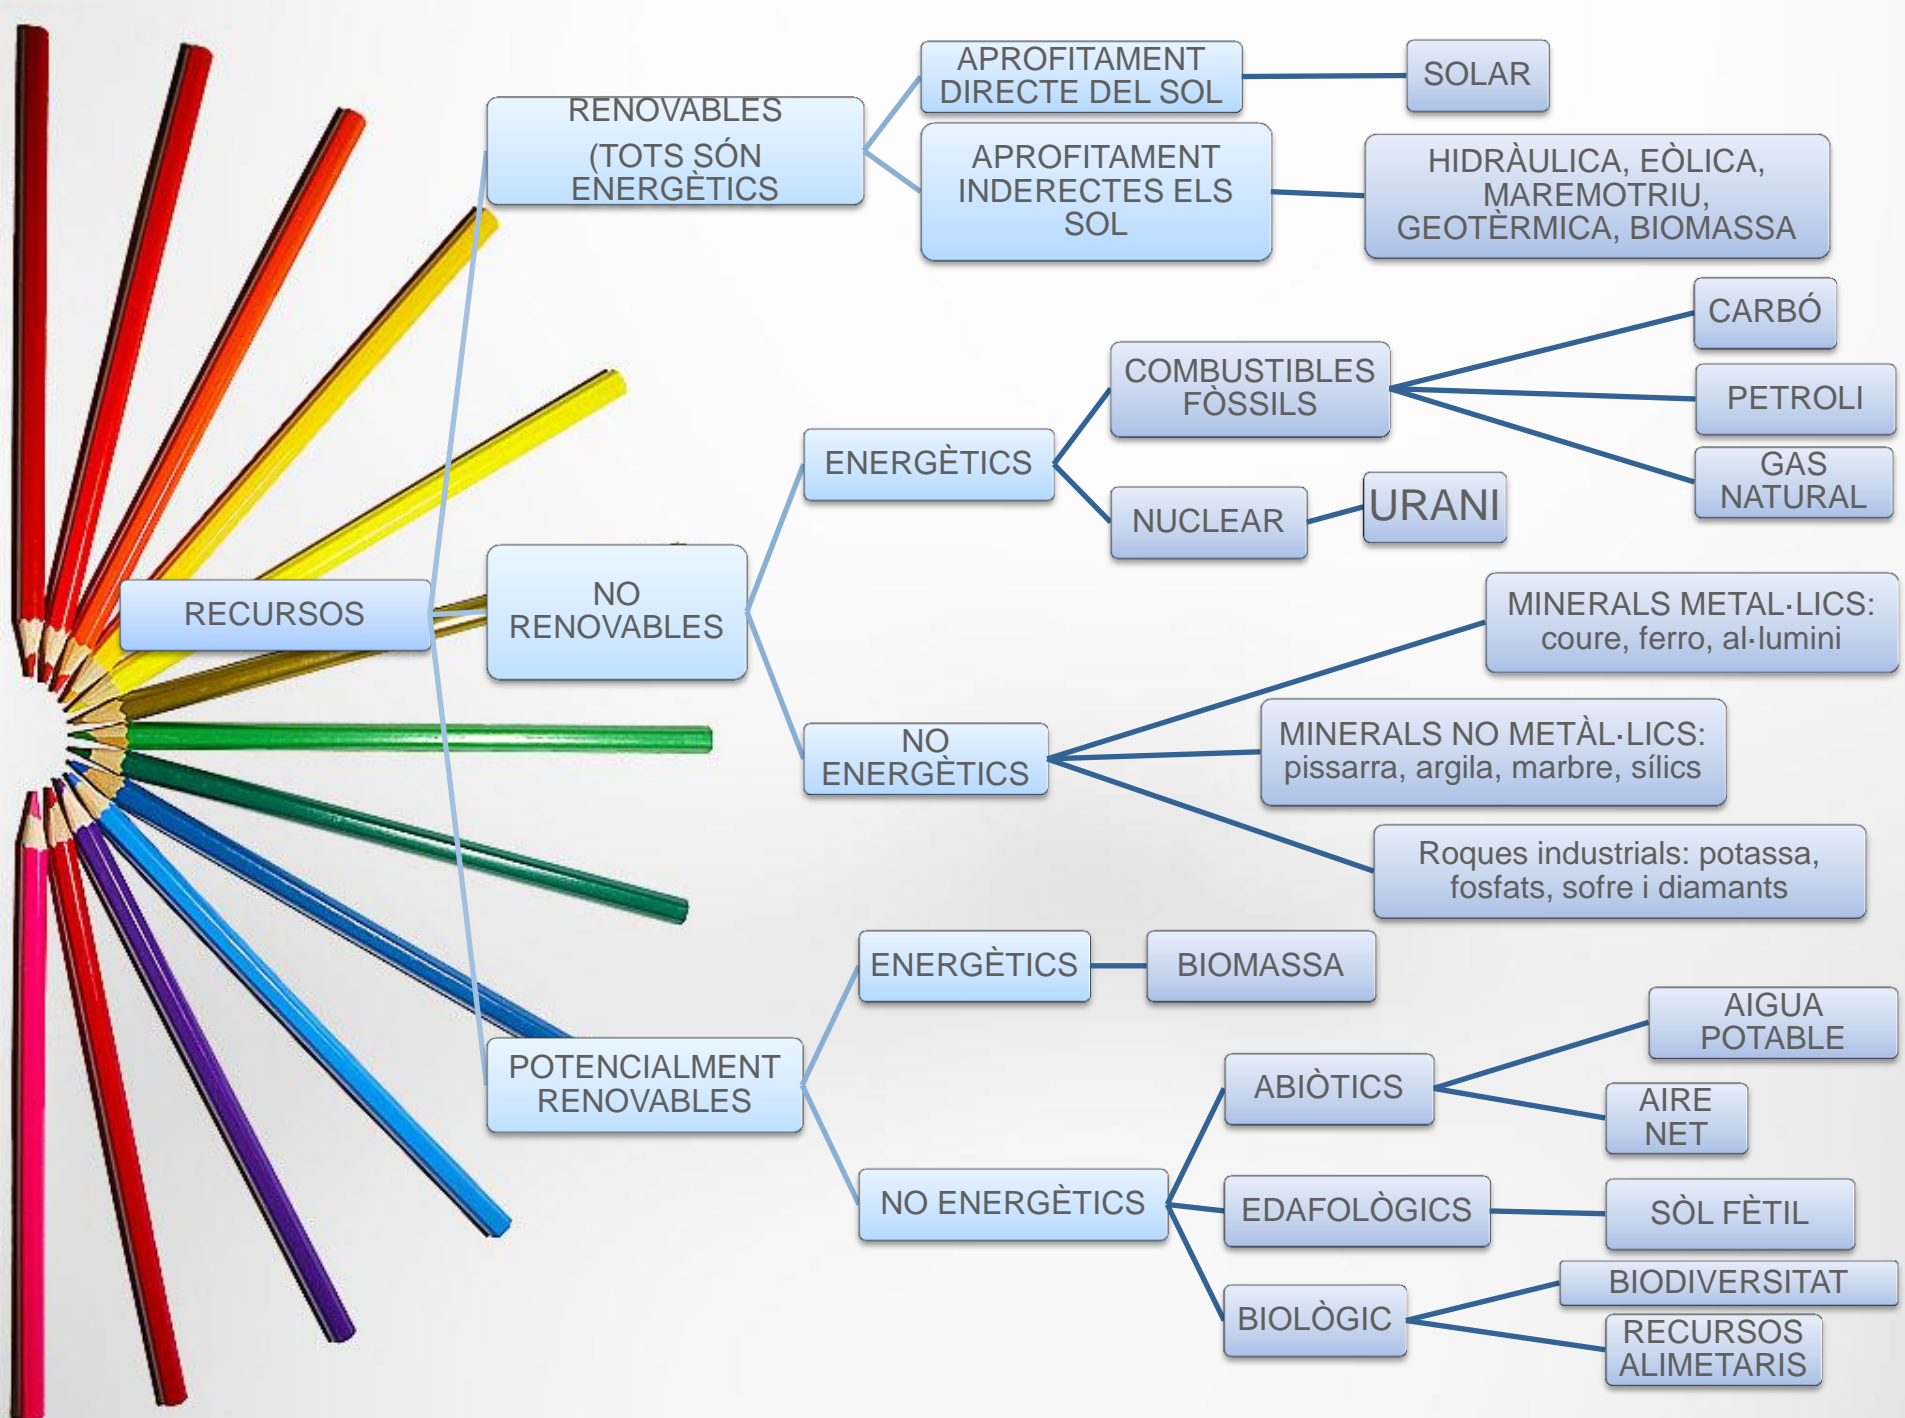 RECURSOS
RENOVABLES
(TOTS SÓN
ENERGÈTICS
APROFITAMENT
DIRECTE DEL SOL
SOLAR
APROFITAMENT
INDERECTES ELS
SOL
HIDRÀULICA, EÒLICA,
MAREMOTRIU,
GEOTÈRMICA, BIOMASSA
NO
RENOVABLES
ENERGÈTICS
COMBUSTIBLES
FÒSSILS
CARBÓ
PETROLI
GAS
NATURAL
NUCLEAR
URANI
NO
ENERGÈTICS
MINERALS METAL·LICS:
coure, ferro, al·lumini
MINERALS NO METÀL·LICS:
pissarra, argila, marbre, sílics
Roques industrials: potassa,
fosfats, sofre i diamants
POTENCIALMENT
RENOVABLES
ENERGÈTICS
BIOMASSA
NO ENERGÈTICS
ABIÒTICS
AIGUA
POTABLE
AIRE
NET
EDAFOLÒGICS
SÒL FÈTIL
BIOLÒGIC
BIODIVERSITAT
RECURSOS
ALIMETARIS